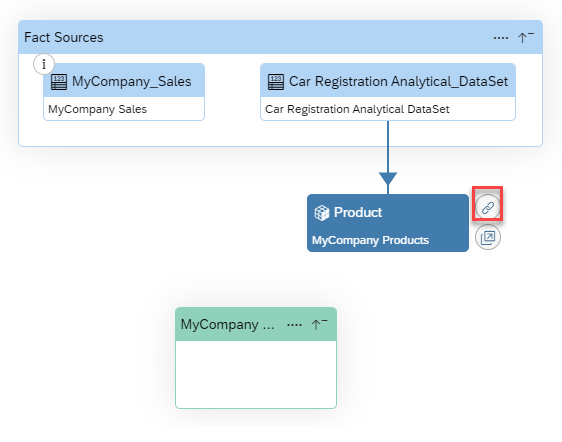 Fact Sources
MyCompany_Sales
MyCompany Sales
Car Registration Analytical_DataSet
Car Registration Analytical DataSet
Product
MyCompany Products
MyCompany ...